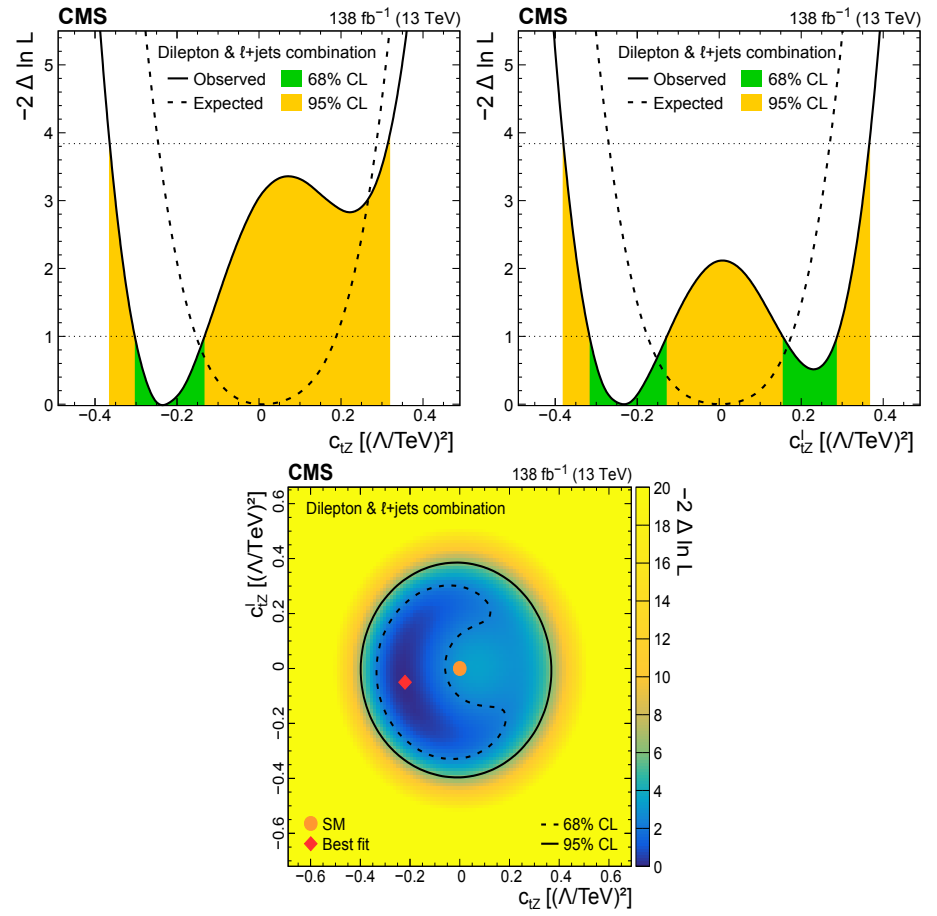 CMS 138 fb⁻¹ (13 TeV)
−2 Δ ln L
Dilepton & ℓ+jets combination
Observed 68% CL
Expected 95% CL
5
4
3
2
1
0
−0.4 −0.2 0 0.2 0.4
c_tZ [(Λ/TeV)²]
CMS 138 fb⁻¹ (13 TeV)
−2 Δ ln L
Dilepton & ℓ+jets combination
Observed 68% CL
Expected 95% CL
5
4
3
2
1
0
−0.4 −0.2 0 0.2 0.4
c_tZ^I [(Λ/TeV)²]
CMS 138 fb⁻¹ (13 TeV)
c_tZ^I [(Λ/TeV)²]
Dilepton & ℓ+jets combination
0.6
0.4
0.2
0
−0.2
−0.4
−0.6
SM 68% CL
Best fit 95% CL
−0.6 −0.4 −0.2 0 0.2 0.4 0.6
c_tZ [(Λ/TeV)²]
20
18
16
14
12
10
8
6
4
2
0
−2 Δ ln L